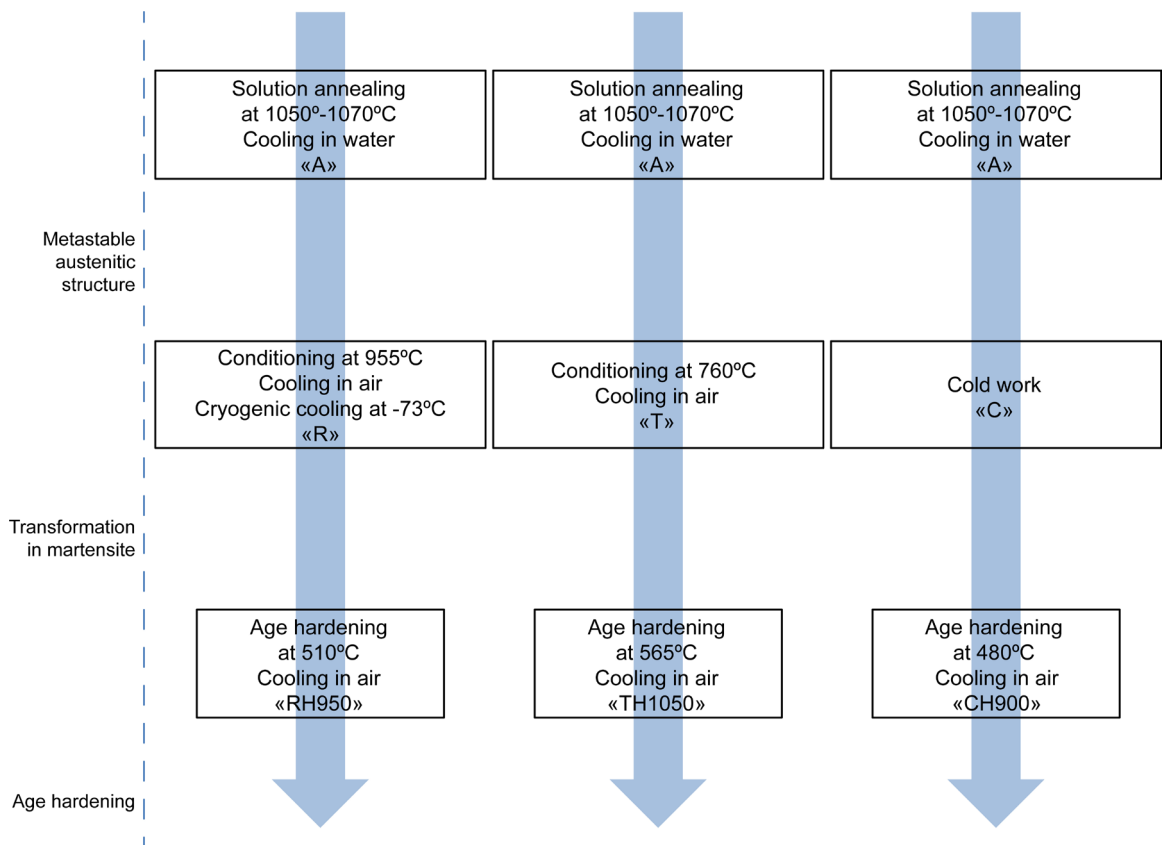 Solution annealing
at 1050º-1070ºC
Cooling in water
«A»
Solution annealing
at 1050º-1070ºC
Cooling in water
«A»
Solution annealing
at 1050º-1070ºC
Cooling in water
«A»
Metastable
austenitic
structure
Conditioning at 955ºC
Cooling in air
Cryogenic cooling at -73ºC
«R»
Conditioning at 760ºC
Cooling in air
«T»
Cold work
«C»
Transformation
in martensite
Age hardening
at 510ºC
Cooling in air
«RH950»
Age hardening
at 565ºC
Cooling in air
«TH1050»
Age hardening
at 480ºC
Cooling in air
«CH900»
Age hardening